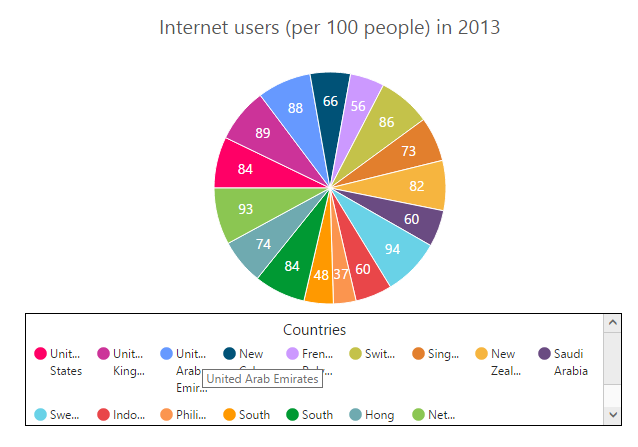 Internet users (per 100 people) in 2013
66
56
88
86
89
73
84
82
93
60
74
94
84
48
37
60
Countries
Unit...
States
Unit...
King...
Unit...
Arab
Emir...
New
Fren...
Swit...
Sing...
New
Zeal...
Saudi
Arabia
United Arab Emirates
Swe...
Indo...
Phili...
South
South
Hong
Net...